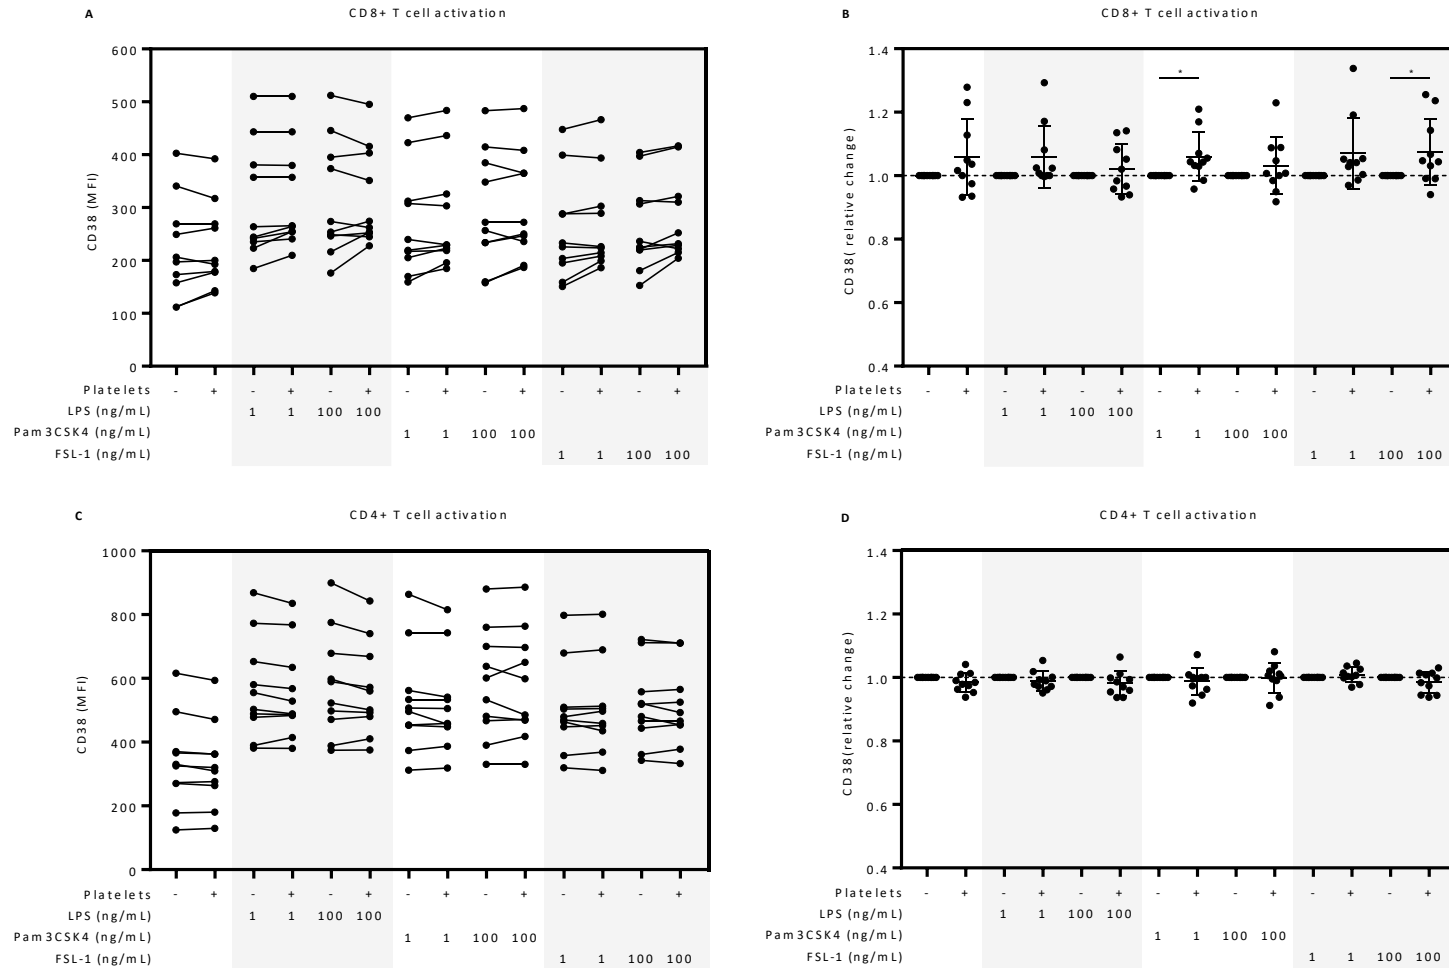 A
CD8+ T cell activation
CD38 (MFI)
600
500
400
300
200
100
0
Platelets - + - + - + - + - + - + - +
LPS (ng/mL) 1 1 100 100
Pam3CSK4 (ng/mL) 1 1 100 100
FSL-1 (ng/mL) 1 1 100 100
B
CD8+ T cell activation
CD38( relative change)
1.4
1.2
1.0
0.8
0.6
0.4
* *
Platelets - + - + - + - + - + - + - +
LPS (ng/mL) 1 1 100 100
Pam3CSK4 (ng/mL) 1 1 100 100
FSL-1 (ng/mL) 1 1 100 100
C
CD4+ T cell activation
CD38 (MFI)
1000
800
600
400
200
0
Platelets - + - + - + - + - + - + - +
LPS (ng/mL) 1 1 100 100
Pam3CSK4 (ng/mL) 1 1 100 100
FSL-1 (ng/mL) 1 1 100 100
D
CD4+ T cell activation
CD38(relative change)
1.4
1.2
1.0
0.8
0.6
0.4
Platelets - + - + - + - + - + - + - +
LPS (ng/mL) 1 1 100 100
Pam3CSK4 (ng/mL) 1 1 100 100
FSL-1 (ng/mL) 1 1 100 100